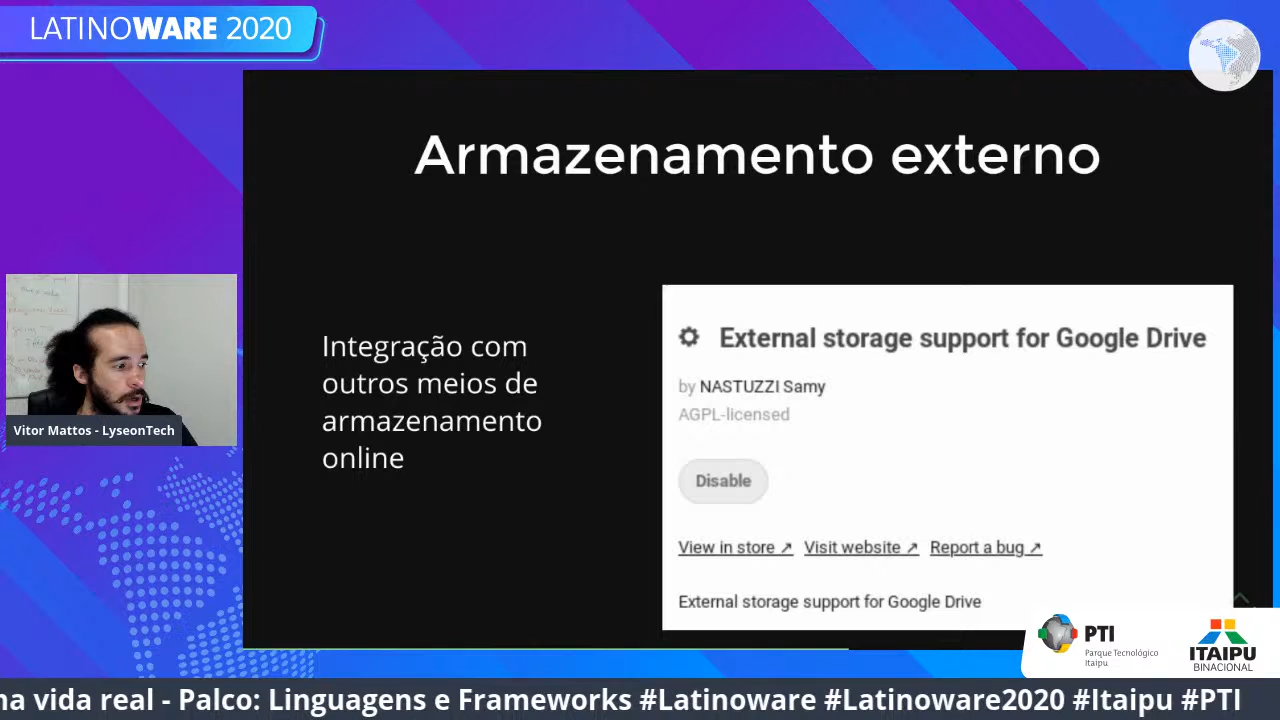 LATINOWARE 2020
Armazenamento externo
Integração com
outros meios de
armazenamento
online
External storage support for Google Drive
by NASTUZZI Samy
AGPL-licensed
Disable
View in store ↗ Visit website ↗ Report a bug ↗
External storage support for Google Drive
Vitor Mattos - LyseonTech
PTI
Parque Tecnológico
Itaipu
ITAIPU
BINACIONAL
na vida real - Palco: Linguagens e Frameworks #Latinoware #Latinoware2020 #Itaipu #PTI